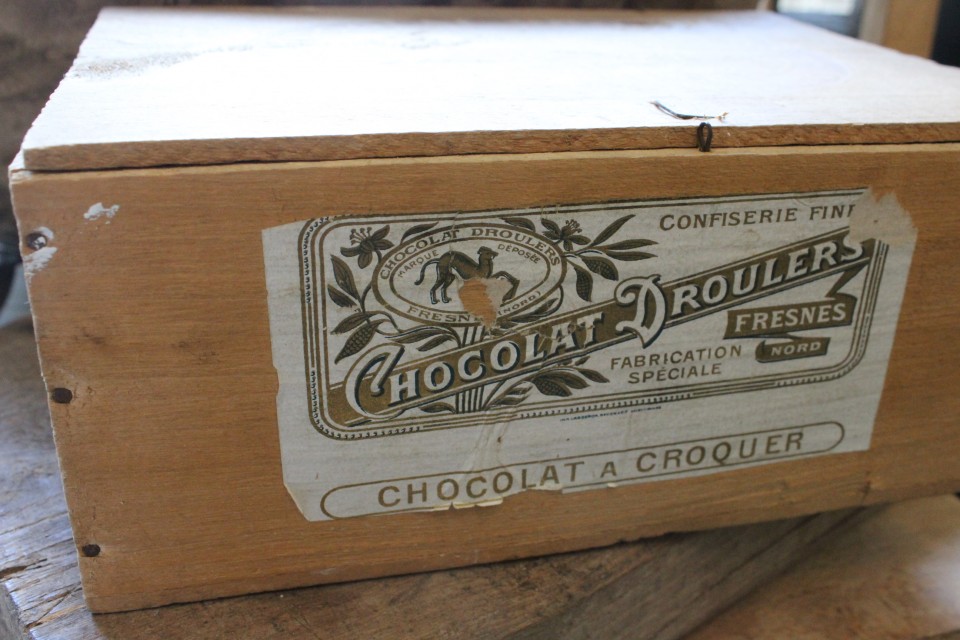 CONFISERIE FINE
CHOCOLAT DROULERS
MARQUE DÉPOSÉE
FRESNES (NORD)
CHOCOLAT DROULERS
FRESNES
NORD
FABRICATION
SPÉCIALE
CHOCOLAT A CROQUER